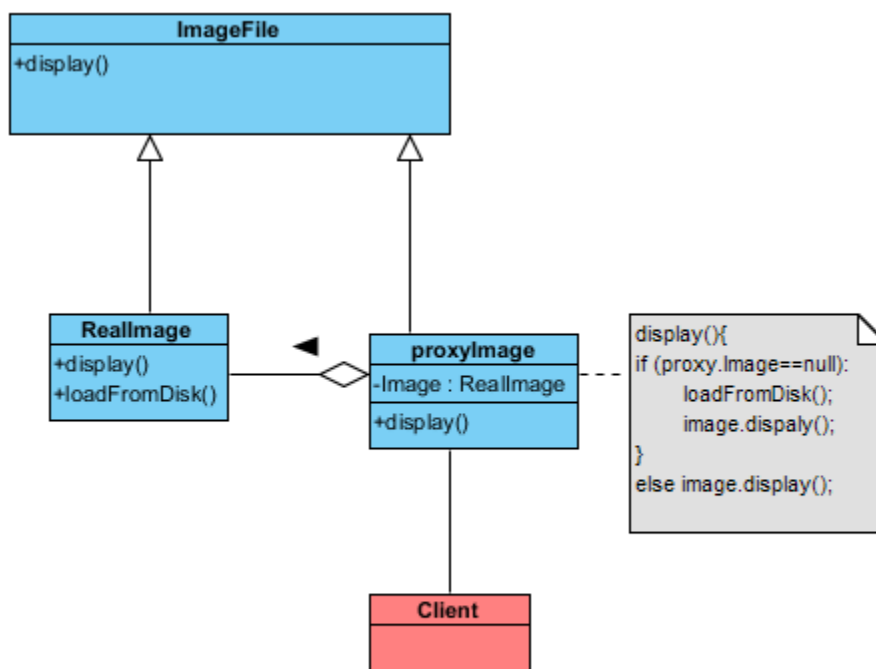 ImageFile
+display()
RealImage
+display()
+loadFromDisk()
proxyImage
-Image : RealImage
+display()
display(){
if (proxy.Image==null):
loadFromDisk();
image.dispaly();
}
else image.display();
Client